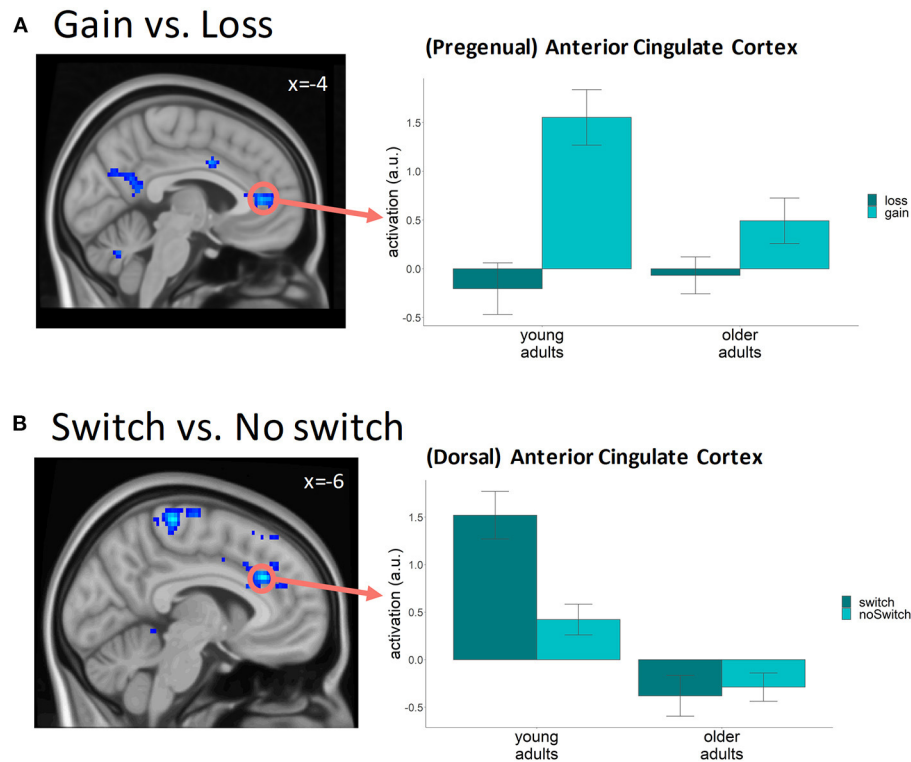 A Gain vs. Loss
x=-4
(Pregenual) Anterior Cingulate Cortex
activation (a.u.)
1.5
1.0
0.5
0.0
-0.5
young
adults
older
adults
loss
gain
B Switch vs. No switch
x=-6
(Dorsal) Anterior Cingulate Cortex
activation (a.u.)
1.5
1.0
0.5
0.0
-0.5
young
adults
older
adults
switch
noSwitch